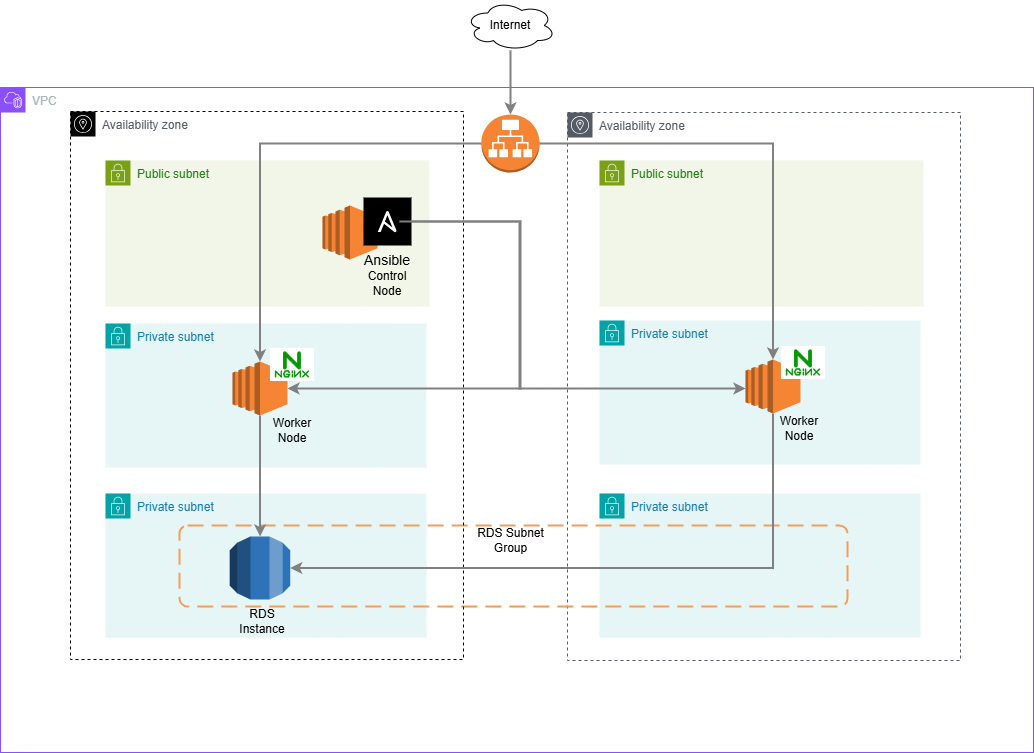 Internet
VPC
Availability zone
Availability zone
Public subnet
Public subnet
Ansible
Control
Node
Private subnet
Private subnet
NGINX
NGINX
Worker
Node
Worker
Node
Private subnet
Private subnet
RDS Subnet
Group
RDS
Instance